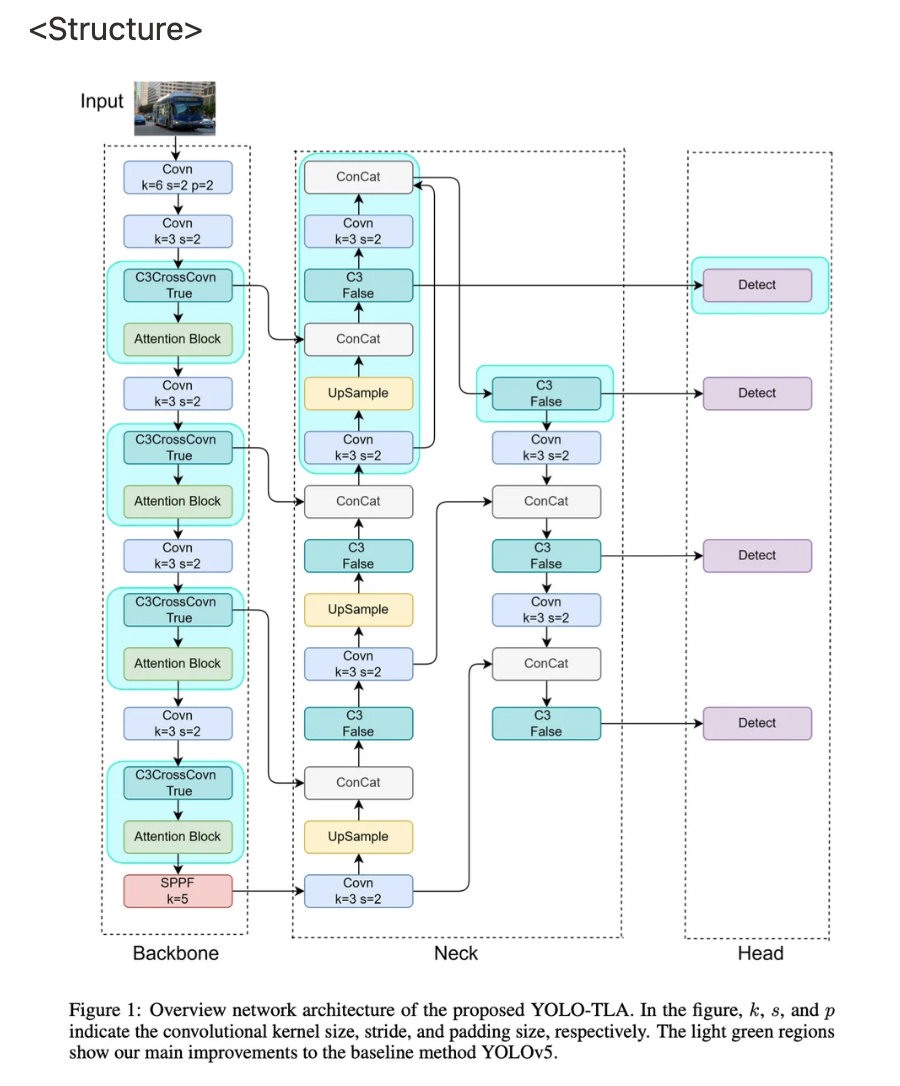 <Structure>
Input
Covn
k=6 s=2 p=2
Covn
k=3 s=2
C3CrossCovn
True
Attention Block
Covn
k=3 s=2
C3CrossCovn
True
Attention Block
Covn
k=3 s=2
C3CrossCovn
True
Attention Block
Covn
k=3 s=2
C3CrossCovn
True
Attention Block
SPPF
k=5
Backbone
ConCat
Covn
k=3 s=2
C3
False
ConCat
UpSample
Covn
k=3 s=2
ConCat
C3
False
UpSample
Covn
k=3 s=2
C3
False
ConCat
UpSample
Covn
k=3 s=2
C3
False
Covn
k=3 s=2
ConCat
C3
False
Covn
k=3 s=2
ConCat
C3
False
Neck
Detect
Detect
Detect
Detect
Head
Figure 1: Overview network architecture of the proposed YOLO-TLA. In the figure, k, s, and p
indicate the convolutional kernel size, stride, and padding size, respectively. The light green regions
show our main improvements to the baseline method YOLOv5.